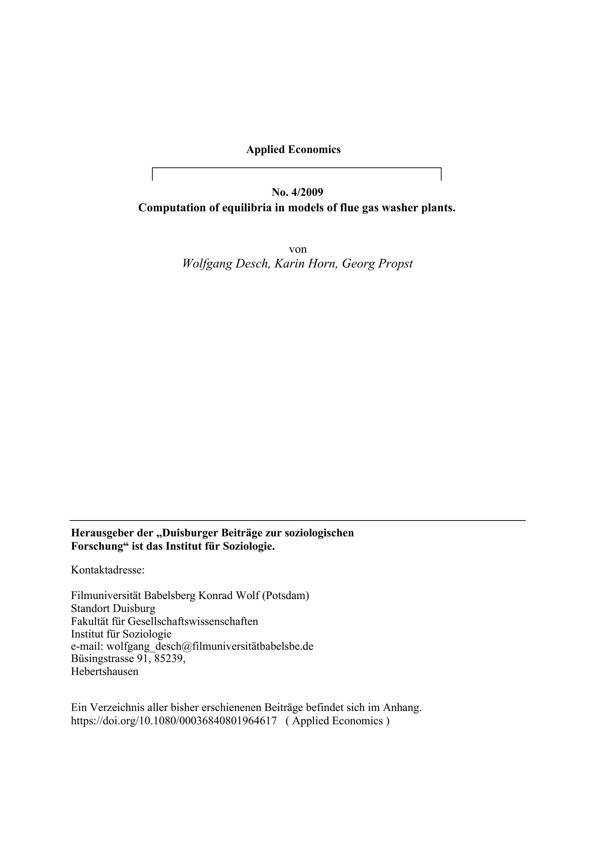 Applied Economics
No. 4/2009
Computation of equilibria in models of flue gas washer plants.
von
Wolfgang Desch, Karin Horn, Georg Propst
Herausgeber der „Duisburger Beiträge zur soziologischen
Forschung“ ist das Institut für Soziologie.
Kontaktadresse:
Filmuniversität Babelsberg Konrad Wolf (Potsdam)
Standort Duisburg
Fakultät für Gesellschaftswissenschaften
Institut für Soziologie
e-mail: wolfgang_desch@filmuniversitätbabelsbe.de
Büsingstrasse 91, 85239,
Hebertshausen
Ein Verzeichnis aller bisher erschienenen Beiträge befindet sich im Anhang.
https://doi.org/10.1080/00036840801964617 ( Applied Economics )